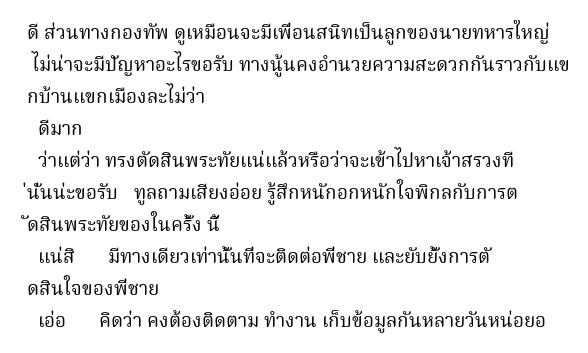 ดี ส่วนทางกองทัพ ดูเหมือนจะมีเพื่อนสนิทเป็นลูกของนายทหารใหญ่
ไม่น่าจะมีปัญหาอะไรขอรับ ทางนู้นคงอำนวยความสะดวกกันราวกับแข
กบ้านแขกเมืองละไม่ว่า
ดีมาก
ว่าแต่ว่า ทรงตัดสินพระทัยแน่แล้วหรือว่าจะเข้าไปหาเจ้าสรวงที
่นั้นน่ะขอรับ ทูลถามเสียงอ่อย รู้สึกหนักอกหนักใจพิกลกับการต
ัดสินพระทัยของในครั้ง นี้
แน่สิ มีทางเดียวเท่านั้นที่จะติดต่อพี่ชาย และยับยั้งการตั
ดสินใจของพี่ชาย
เอ่อ คิดว่า คงต้องติดตาม ทำงาน เก็บข้อมูลกันหลายวันหน่อยอ